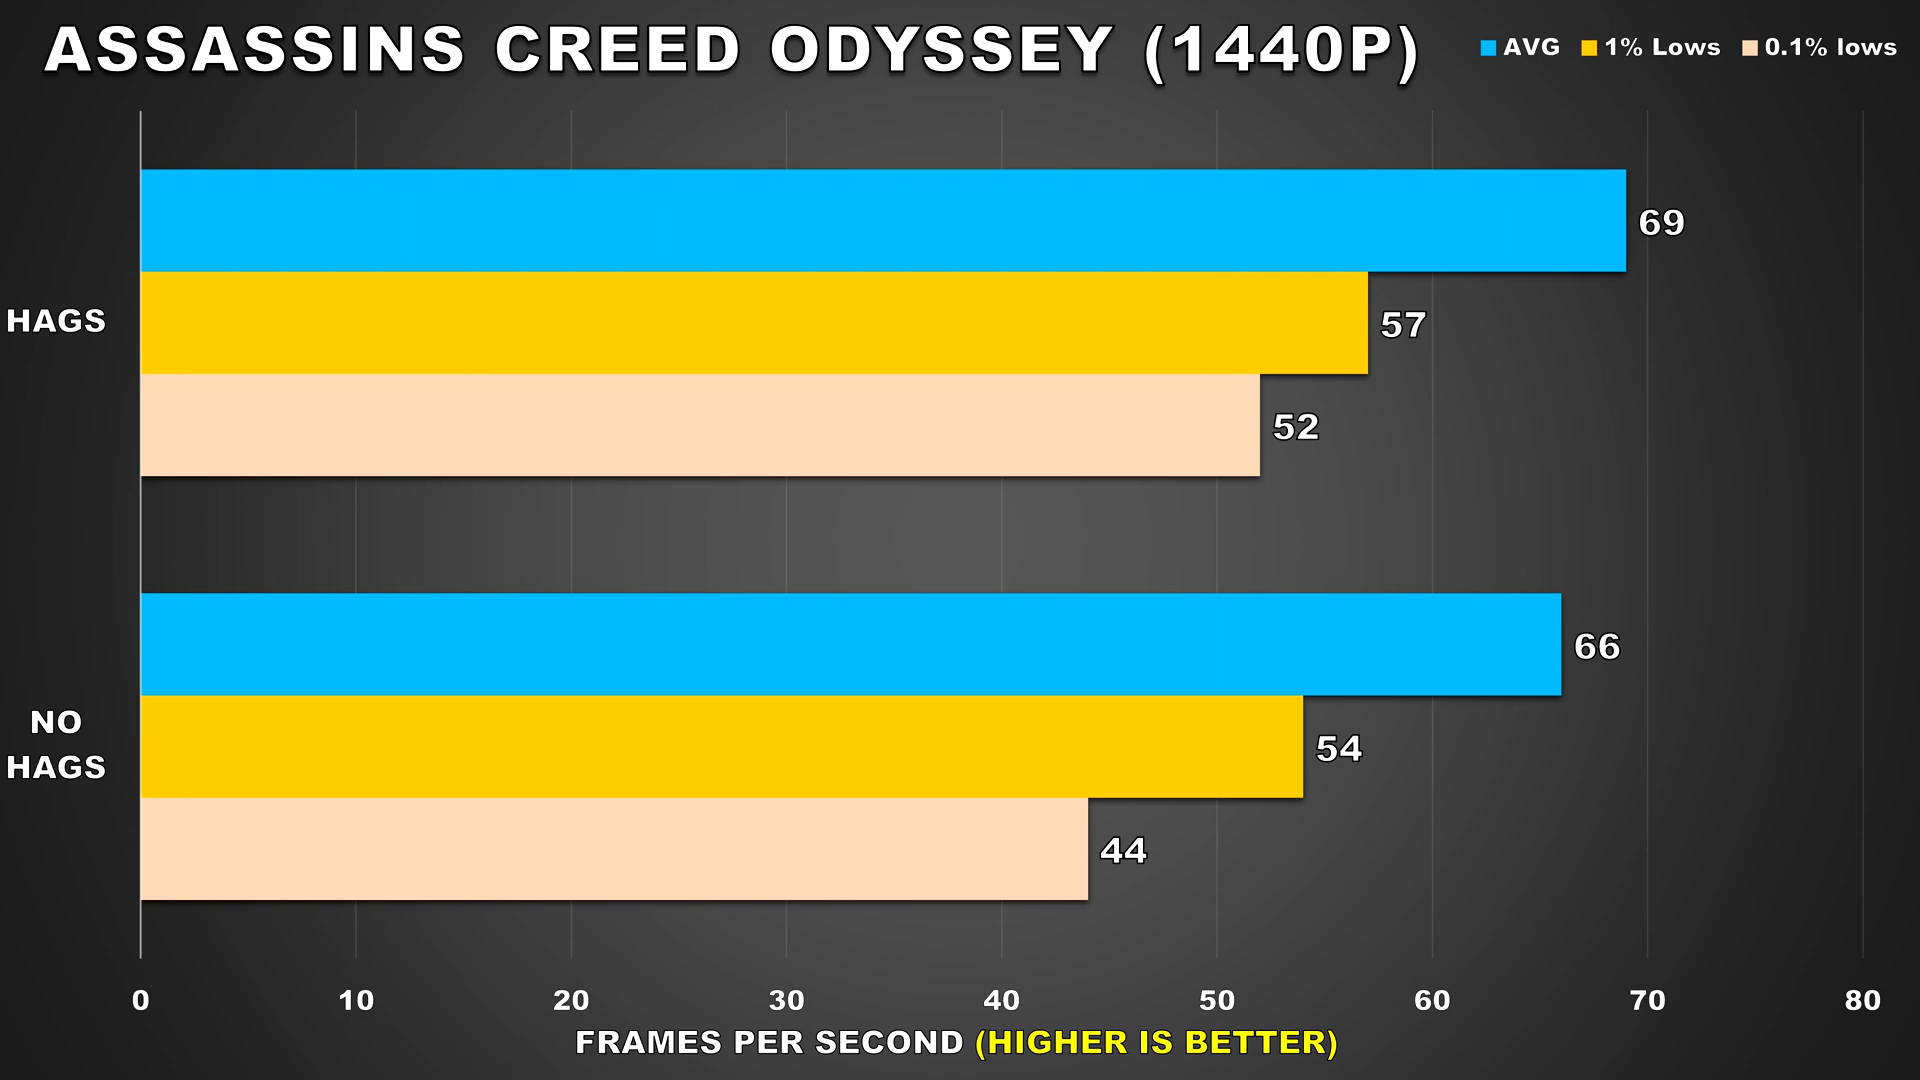 ASSASSINS CREED ODYSSEY (1440P)
AVG 1% Lows 0.1% lows
69
HAGS
57
52
66
NO
HAGS
54
44
0 10 20 30 40 50 60 70 80
FRAMES PER SECOND (HIGHER IS BETTER)